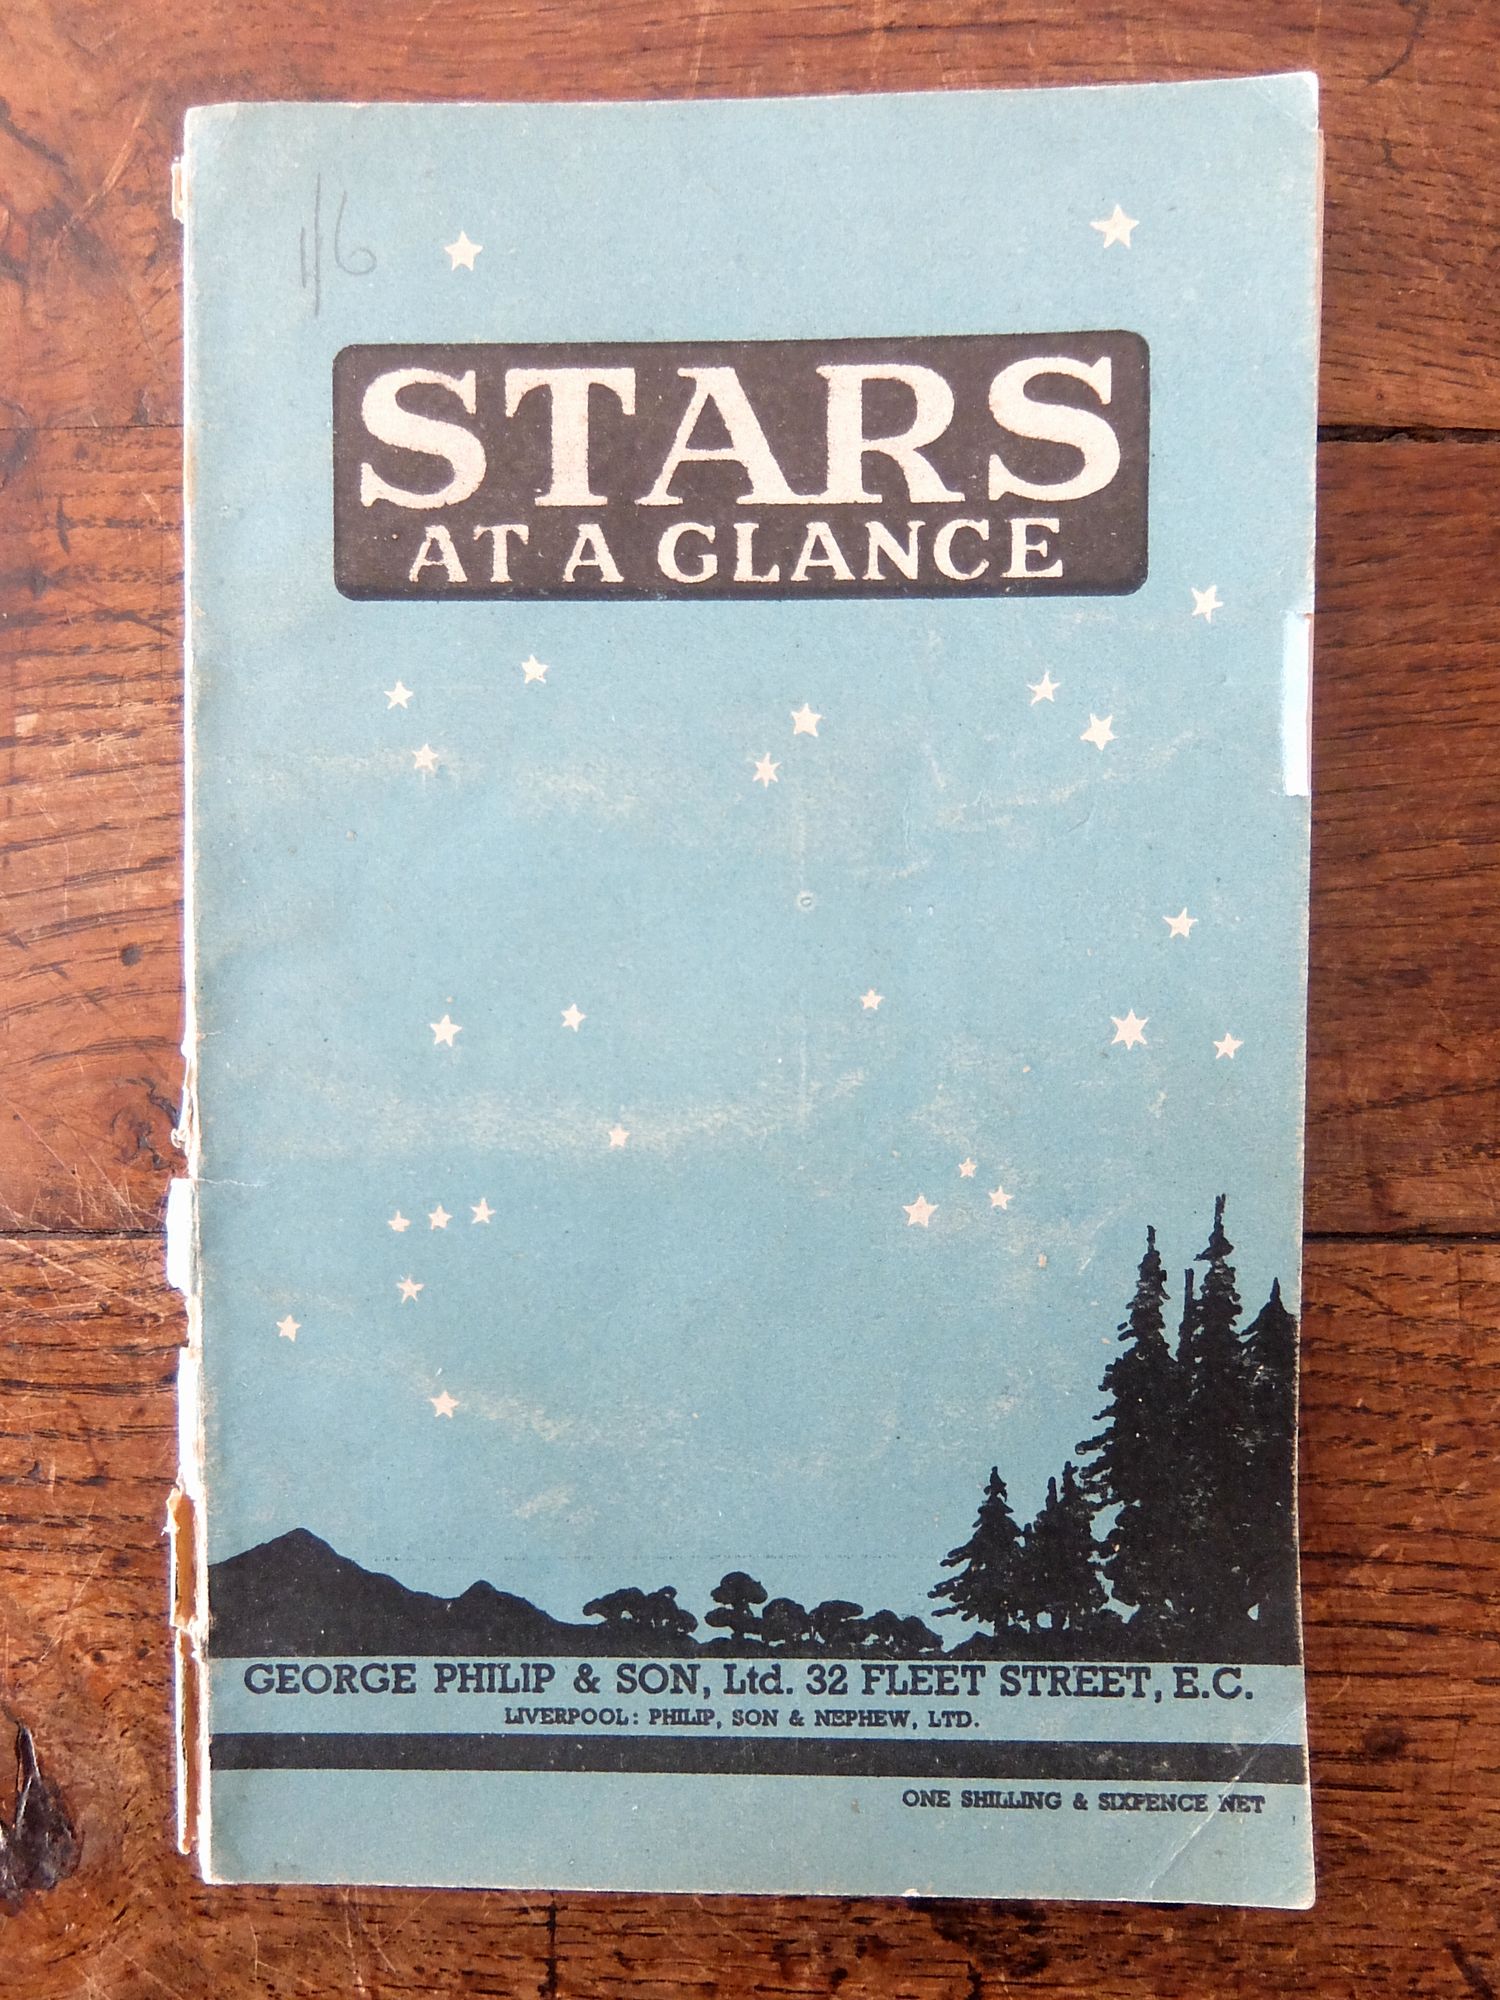 1/6
STARS
AT A GLANCE
GEORGE PHILIP & SON, Ltd. 32 FLEET STREET, E.C.
LIVERPOOL: PHILIP, SON & NEPHEW, LTD.
ONE SHILLING & SIXPENCE NET